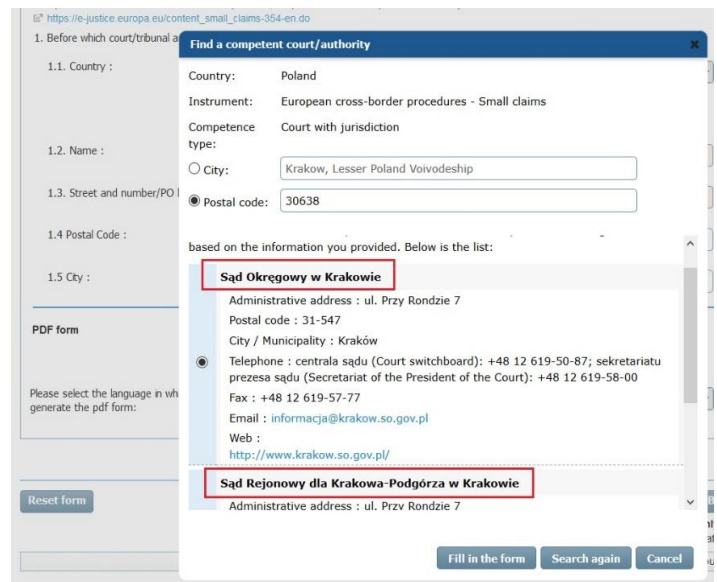 https://e-justice.europa.eu/content_small_claims-354-en.do
1. Before which court/tribunal a
Find a competent court/authority
1.1. Country :
Country: Poland
Instrument: European cross-border procedures - Small claims
Competence type: Court with jurisdiction
1.2. Name :
City: Krakow, Lesser Poland Voivodeship
1.3. Street and number/PO
Postal code: 30638
1.4 Postal Code :
based on the information you provided. Below is the list:
1.5 City :
Sąd Okręgowy w Krakowie
Administrative address : ul. Przy Rondzie 7
Postal code : 31-547
PDF form
City / Municipality : Kraków
Telephone : centrala sądu (Court switchboard): +48 12 619-50-87; sekretariatu
prezesa sądu (Secretariat of the President of the Court): +48 12 619-58-00
Please select the language in wh
generate the pdf form:
Fax : +48 12 619-57-77
Email : informacja@krakow.so.gov.pl
Web :
http://www.krakow.so.gov.pl/
Sąd Rejonowy dla Krakowa-Podgórza w Krakowie
Reset form
Administrative address : ul. Przy Rondzie 7
Fill in the form
Search again
Cancel